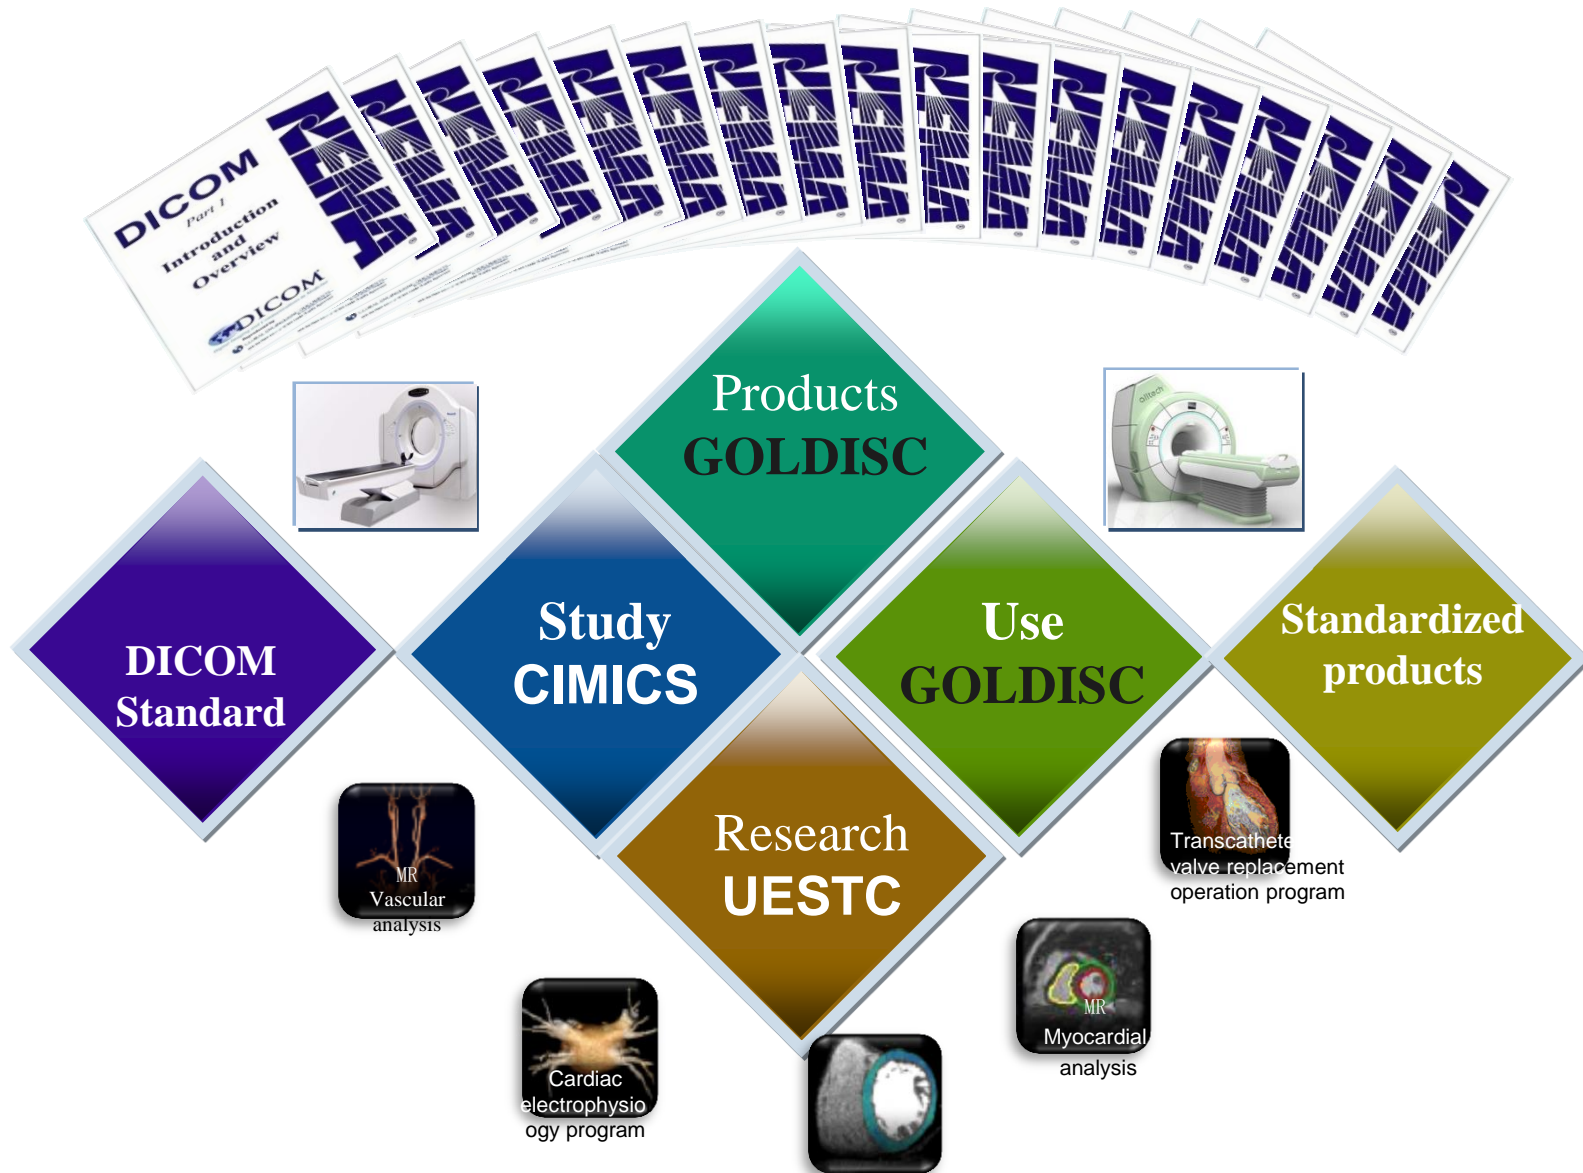 DICOM
Part 1
Introduction
and
Overview
DICOM
alltech
Products
GOLDISC
DICOM
Standard
Study
CIMICS
Use
GOLDISC
Standardized
products
Research
UESTC
MR
Vascular
analysis
Cardiac
electrophysio
ogy program
MR
Myocardial
analysis
Transcathete
valve replacement
operation program